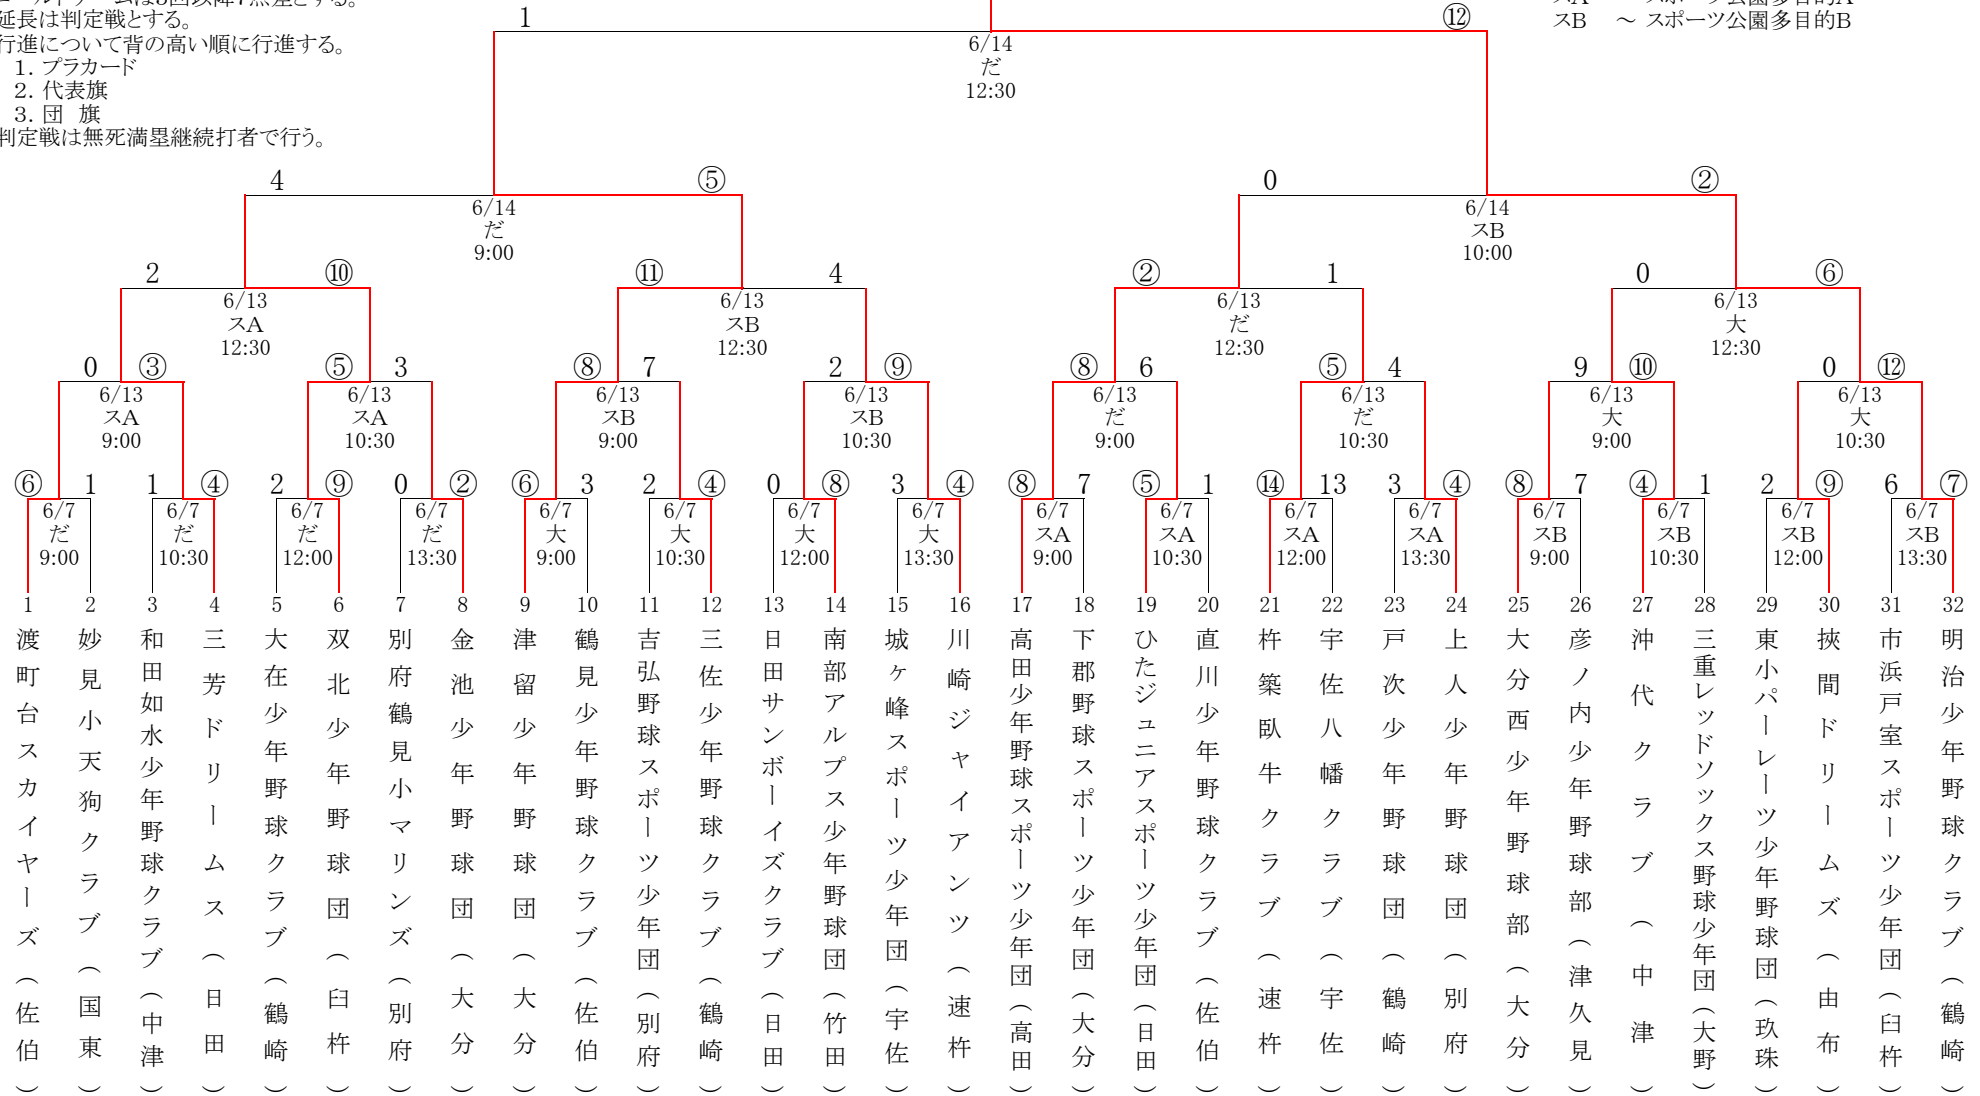 延長は判定戦とする。
行進について背の高い順に行進する。
1. プラカード
2. 代表旗
3. 団 旗
判定戦は無死満塁継続打者で行う。
スB ～ スポーツ公園多目的B
1 ⑫
6/14
だ
12:30
4 ⑤ 0 ②
6/14 6/14
だ スB
9:00 10:00
2 ⑩ ⑪ 4 ② 1 0 ⑥
6/13 6/13 6/13 6/13
スA スB だ 大
12:30 12:30 12:30 12:30
0 ③ ⑤ 3 ⑧ 7 2 ⑨ ⑧ 6 ⑤ 4 9 ⑩ 0 ⑫
6/13 6/13 6/13 6/13 6/13 6/13 6/13 6/13
スA スA スB スB だ だ 大 大
9:00 10:30 9:00 10:30 9:00 10:30 9:00 10:30
⑥ 1 1 ④ 2 ⑨ 0 ② ⑥ 3 2 ④ 0 ⑧ 3 ④ ⑧ 7 ⑤ 1 ⑭ 13 3 ④ ⑧ 7 ④ 1 2 ⑨ 6 ⑦
6/7 6/7 6/7 6/7 6/7 6/7 6/7 6/7 6/7 6/7 6/7 6/7 6/7 6/7 6/7 6/7
だ だ だ だ 大 大 大 大 スA スA スA スA スB スB スB スB
9:00 10:30 12:00 13:30 9:00 10:30 12:00 13:30 9:00 10:30 12:00 13:30 9:00 10:30 12:00 13:30
1 渡町台スカイヤーズ（佐伯）
2 妙見小天狗クラブ（国東）
3 和田如水少年野球クラブ（中津）
4 三芳ドリームス（日田）
5 大在少年野球クラブ（鶴崎）
6 双北少年野球団（臼杵）
7 別府鶴見小マリンズ（別府）
8 金池少年野球団（大分）
9 津留少年野球団（大分）
10 鶴見少年野球クラブ（佐伯）
11 吉弘野球スポーツ少年団（別府）
12 三佐少年野球クラブ（鶴崎）
13 日田サンボーイズクラブ（日田）
14 南部アルプス少年野球団（竹田）
15 城ヶ峰スポーツ少年団（宇佐）
16 川崎ジャイアンツ（速杵）
17 高田少年野球スポーツ少年団（高田）
18 下郡野球スポーツ少年団（大分）
19 ひたジュニアスポーツ少年団（日田）
20 直川少年野球クラブ（佐伯）
21 杵築臥牛クラブ（速杵）
22 宇佐八幡クラブ（宇佐）
23 戸次少年野球団（鶴崎）
24 上人少年野球団（別府）
25 大分西少年野球部（大分）
26 彦ノ内少年野球部（津久見）
27 沖代クラブ（中津）
28 三重レッドソックス野球少年団（大野）
29 東小パーレーツ少年野球団（玖珠）
30 挾間ドリームズ（由布）
31 市浜戸室スポーツ少年団（臼杵）
32 明治少年野球クラブ（鶴崎）